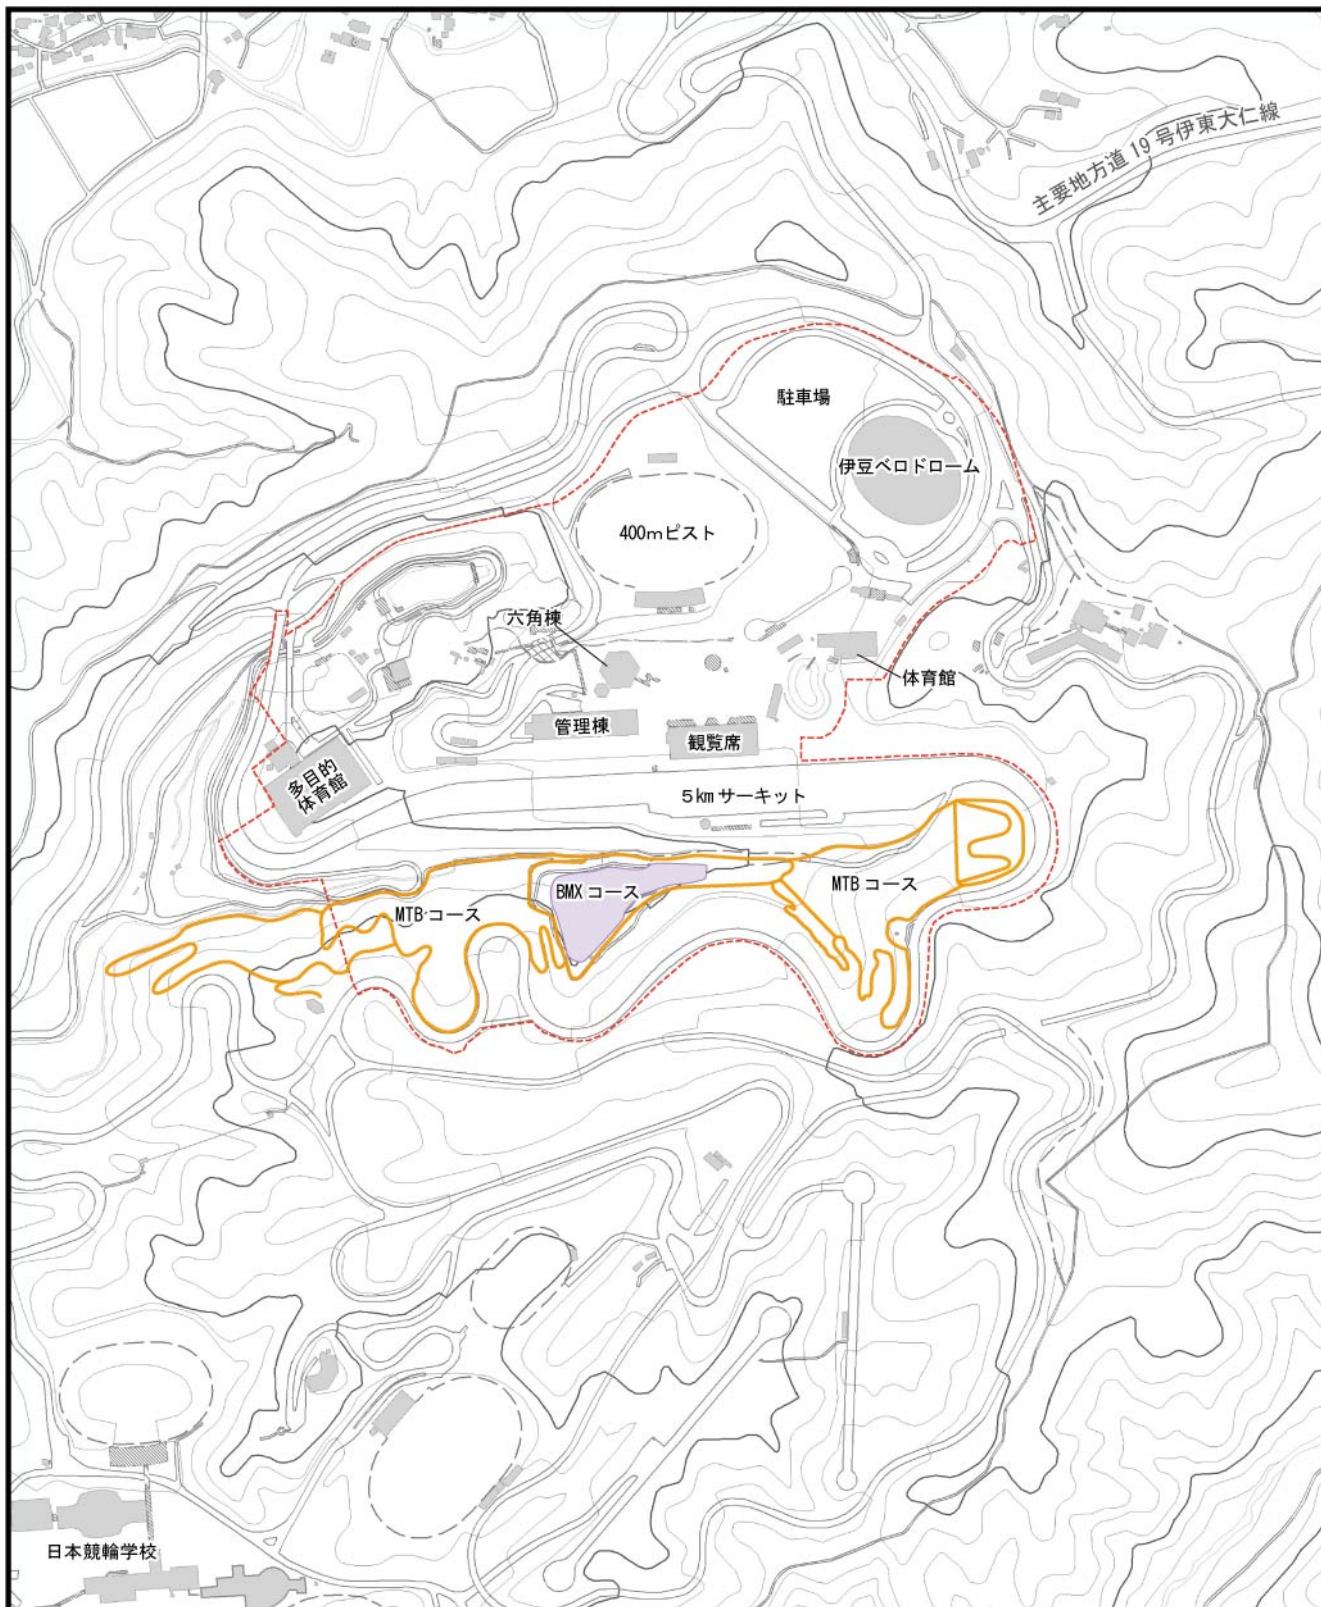 主要地方道 19 号伊東大仁線
駐車場
伊豆ベロドローム
400mピスト
六角棟
体育館
管理棟
観覧席
多目的
体育館
5kmサーキット
BMX コース
MTB コース
MTB コース
日本競輪学校